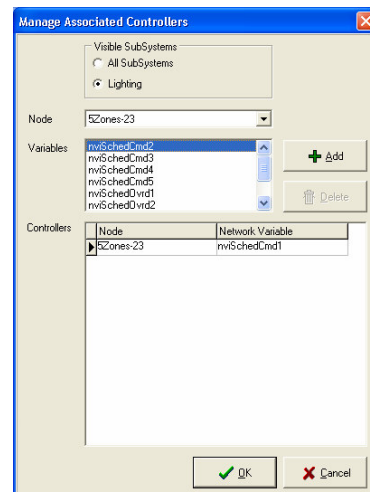 Manage Associated Controllers
Visible SubSystems
All SubSystems
Lighting
Node
5Zones-23
Variables
nviSchedCmd2
nviSchedCmd3
nviSchedCmd4
nviSchedCmd5
nviSchedOvrd1
nviSchedOvrd2
Add
Delete
Controllers
Node Network Variable
5Zones-23 nviSchedCmd1
OK
Cancel